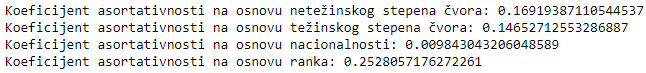 Koeficijent asortativnosti na osnovu netežinskog stepena čvora: 0.16919387110544537
Koeficijent asortativnosti na osnovu težinskog stepena čvora: 0.14652712553286887
Koeficijent asortativnosti na osnovu nacionalnosti: 0.009843043206048589
Koeficijent asortativnosti na osnovu ranka: 0.2528057176272261